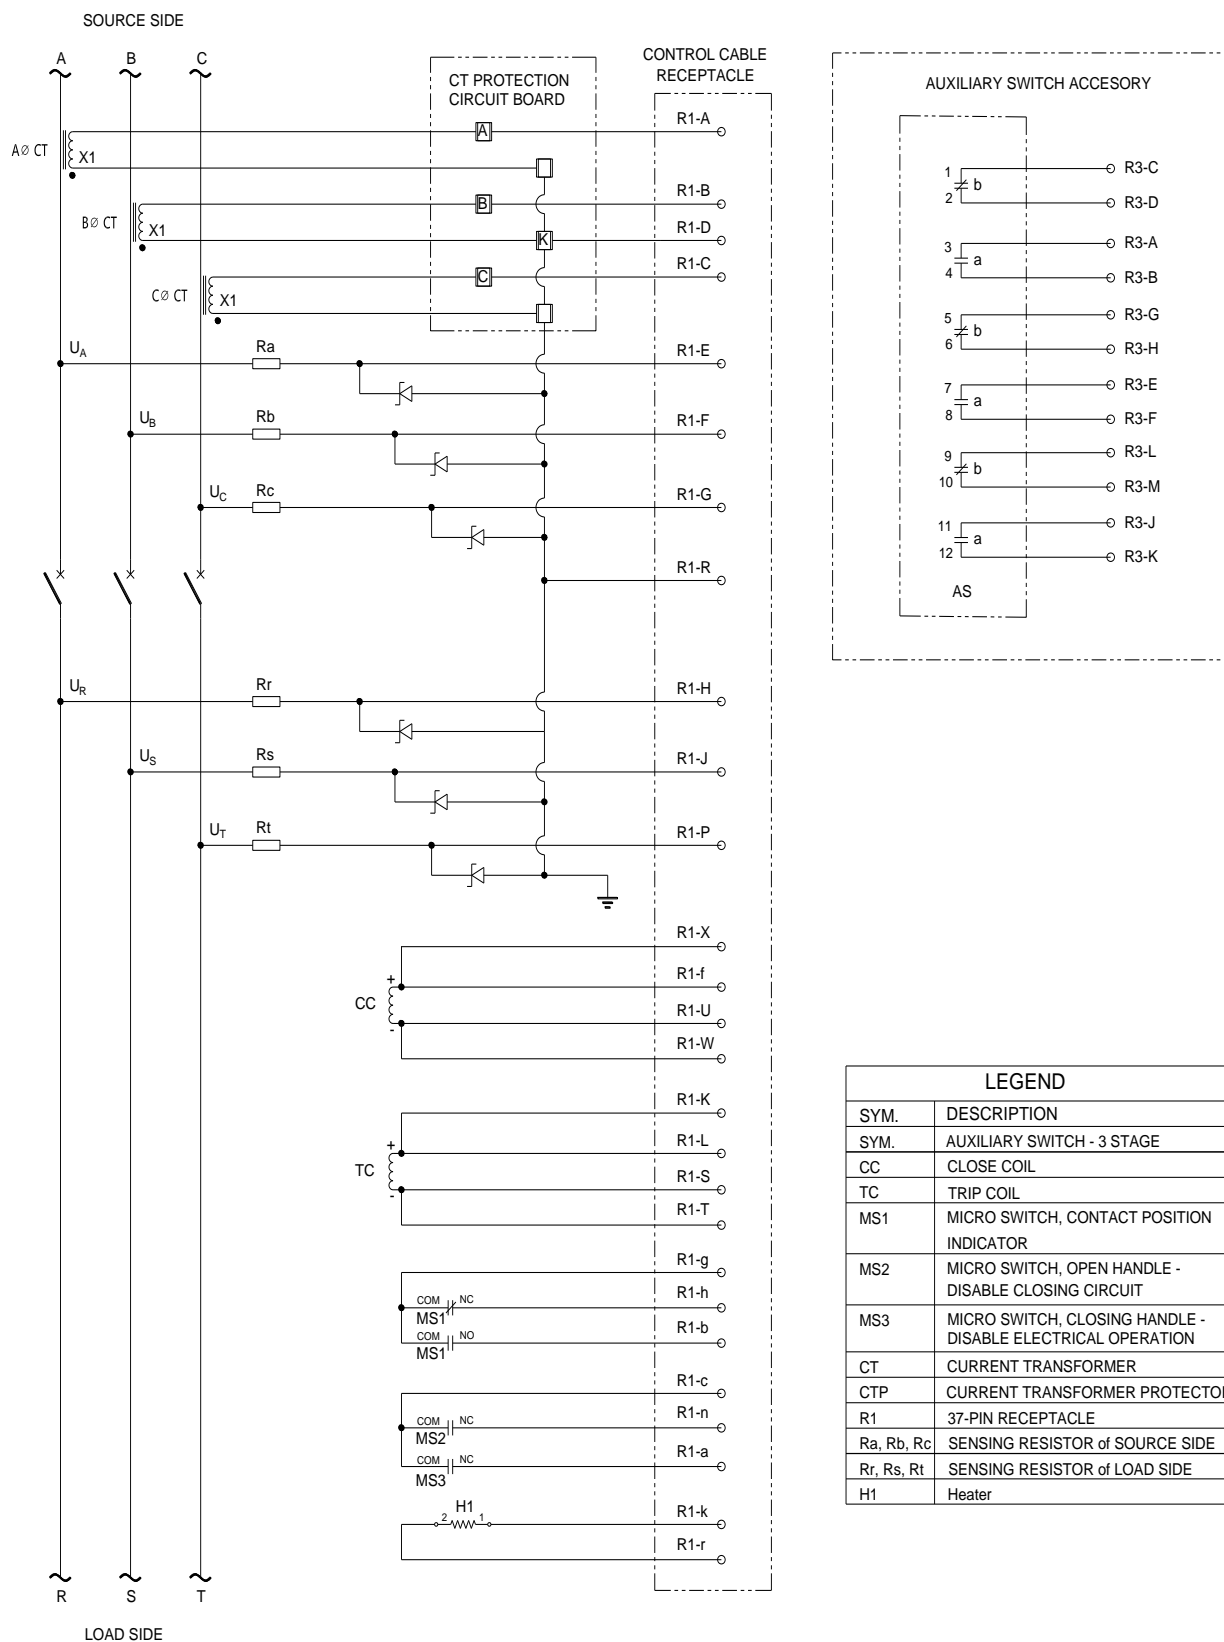 SOURCE SIDE
A B C
CT PROTECTION
CIRCUIT BOARD
CONTROL CABLE
RECEPTACLE
A
R1-A
AØ CT
X1
B
R1-B
BØ CT
X1
K
R1-D
C
R1-C
CØ CT
X1
UA
Ra
R1-E
UB
Rb
R1-F
UC
Rc
R1-G
R1-R
UR
Rr
R1-H
US
Rs
R1-J
UT
Rt
R1-P
R1-X
+
R1-f
CC
R1-U
-
R1-W
R1-K
+
R1-L
TC
R1-S
-
R1-T
R1-g
COM NC
R1-h
MS1
COM NO
R1-b
MS1
R1-c
COM NC
R1-n
MS2
COM NC
R1-a
MS3
H1
2 1
R1-k
R1-r
R S T
LOAD SIDE
AUXILIARY SWITCH ACCESORY
1
R3-C
b
2
R3-D
3
R3-A
a
4
R3-B
5
R3-G
b
6
R3-H
7
R3-E
a
8
R3-F
9
R3-L
b
10
R3-M
11
R3-J
a
12
R3-K
AS
LEGEND
SYM. DESCRIPTION
SYM. AUXILIARY SWITCH - 3 STAGE
CC CLOSE COIL
TC TRIP COIL
MS1 MICRO SWITCH, CONTACT POSITION
INDICATOR
MS2 MICRO SWITCH, OPEN HANDLE -
DISABLE CLOSING CIRCUIT
MS3 MICRO SWITCH, CLOSING HANDLE -
DISABLE ELECTRICAL OPERATION
CT CURRENT TRANSFORMER
CTP CURRENT TRANSFORMER PROTECTOR
R1 37-PIN RECEPTACLE
Ra, Rb, Rc SENSING RESISTOR of SOURCE SIDE
Rr, Rs, Rt SENSING RESISTOR of LOAD SIDE
H1 Heater